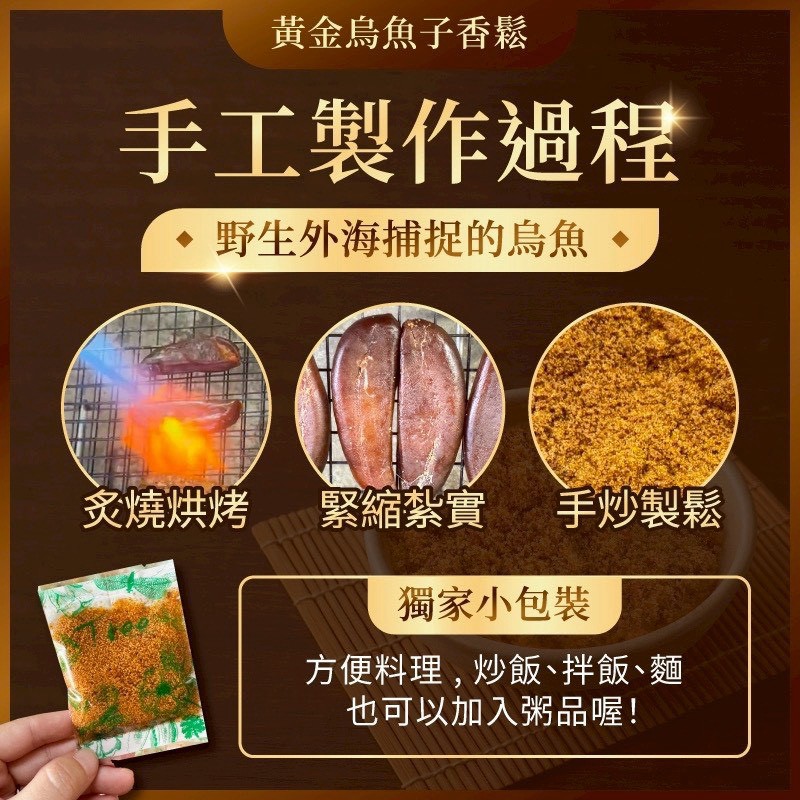 黃金烏魚子香鬆
手工製作過程
野生外海捕捉的烏魚
炙燒烘烤
緊縮紮實
手炒製鬆
獨家小包裝
方便料理，炒飯、拌飯、麵
也可以加入粥品喔！